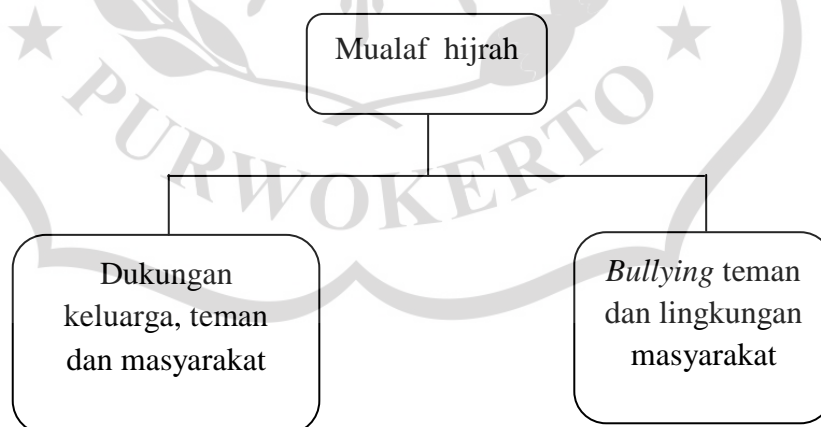 Mualaf  hijrah
PURWOKERTO
Dukungan
keluarga, teman
dan masyarakat
Bullying teman
dan lingkungan
masyarakat